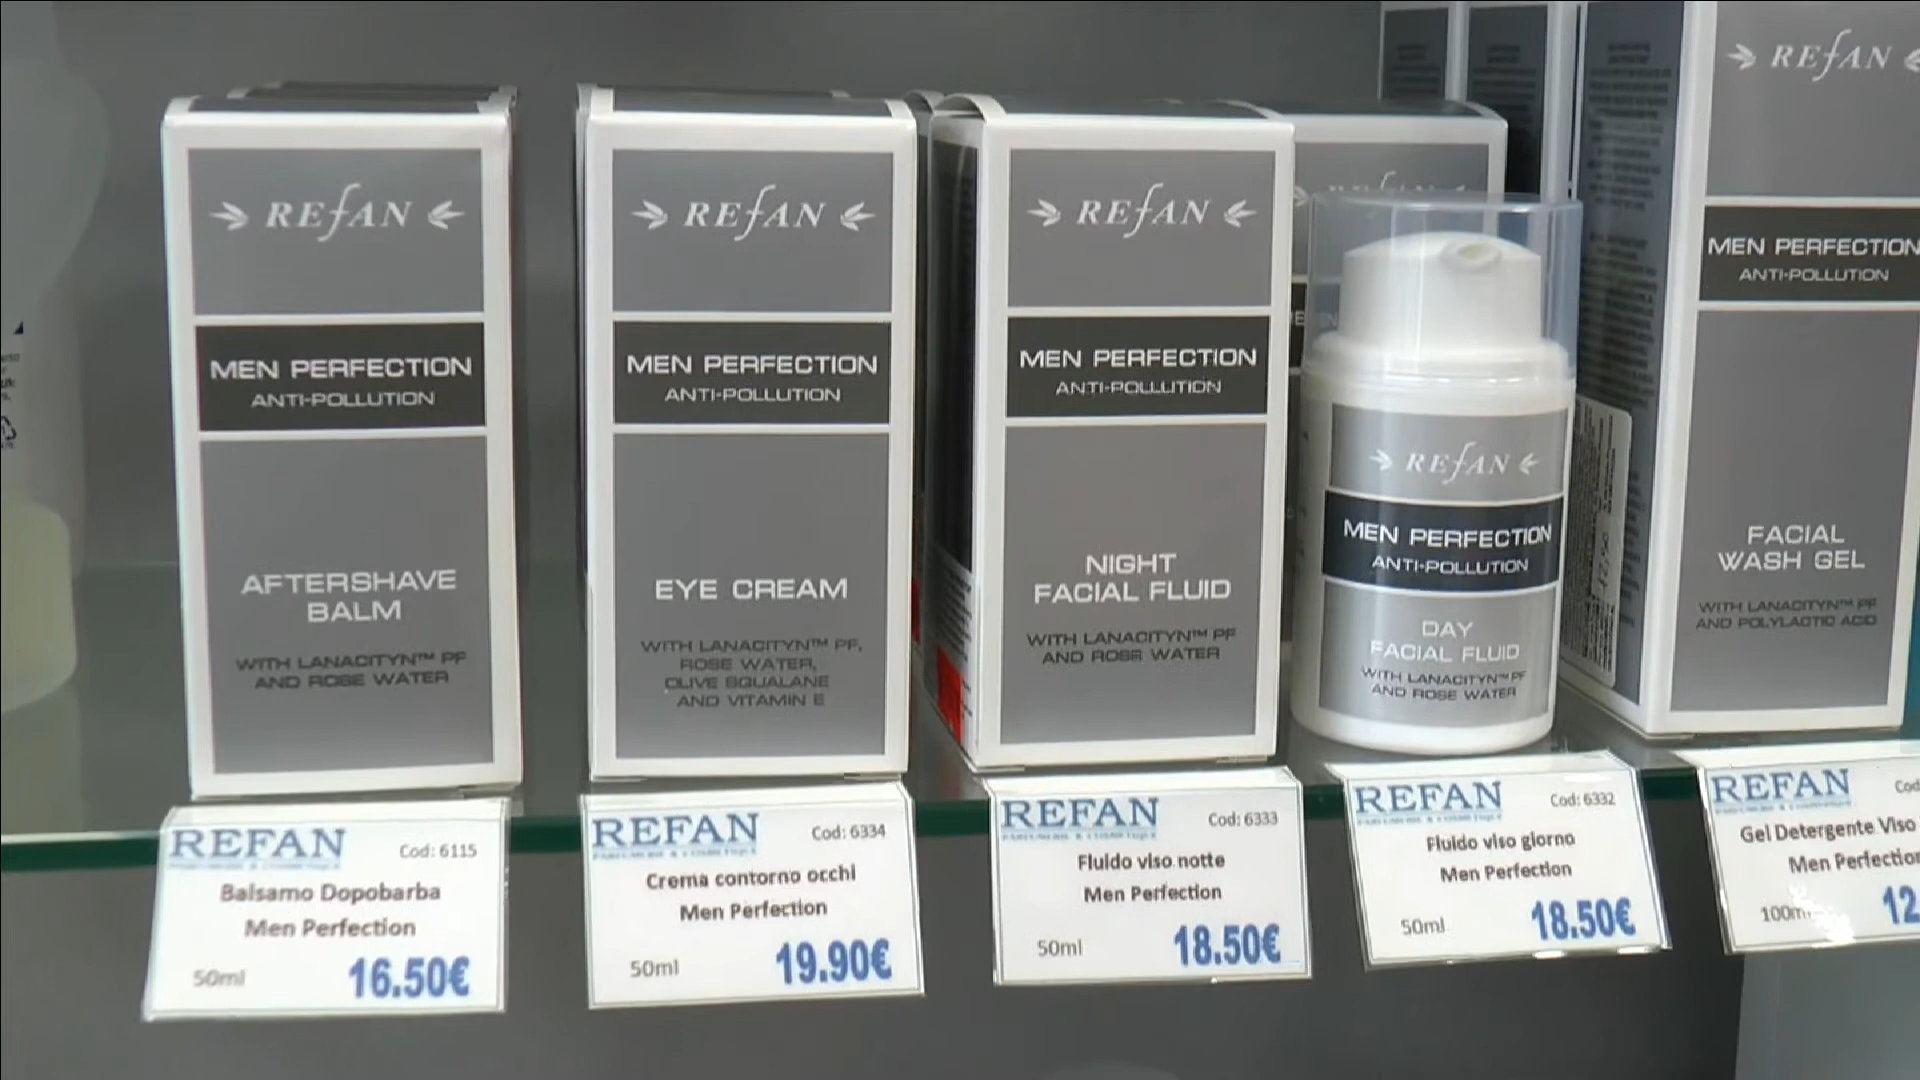 REFAN
MEN PERFECTION
ANTI-POLLUTION
AFTERSHAVE
BALM
WITH LANACITYN™ PF
AND ROSE WATER
REFAN
MEN PERFECTION
ANTI-POLLUTION
EYE CREAM
WITH LANACITYN™ PF,
ROSE WATER,
OLIVE SQUALANE
AND VITAMIN E
REFAN
MEN PERFECTION
ANTI-POLLUTION
NIGHT
FACIAL FLUID
WITH LANACITYN™ PF
AND ROSE WATER
REFAN
MEN PERFECTION
ANTI-POLLUTION
DAY
FACIAL FLUID
WITH LANACITYN™ PF
AND ROSE WATER
REFAN
MEN PERFECTION
ANTI-POLLUTION
FACIAL
WASH GEL
WITH LANACITYN™ PF
AND POLYLACTIC ACID
REFAN
Cod: 6115
Balsamo Dopobarba
Men Perfection
50ml 16.50€
REFAN
Cod: 6334
Crema contorno occhi
Men Perfection
50ml 19.90€
REFAN
Cod: 6333
Fluido viso notte
Men Perfection
50ml 18.50€
REFAN
Cod: 6332
Fluido viso giorno
Men Perfection
50ml 18.50€
REFAN
Cod
Gel Detergente Viso
Men Perfection
100m 12.